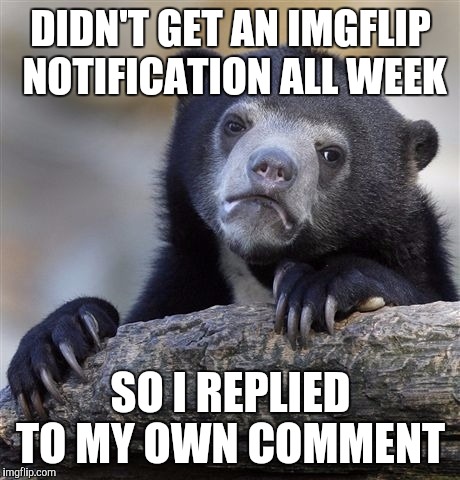 DIDN'T GET AN IMGFLIP
NOTIFICATION ALL WEEK
SO I REPLIED
TO MY OWN COMMENT
imgflip.com